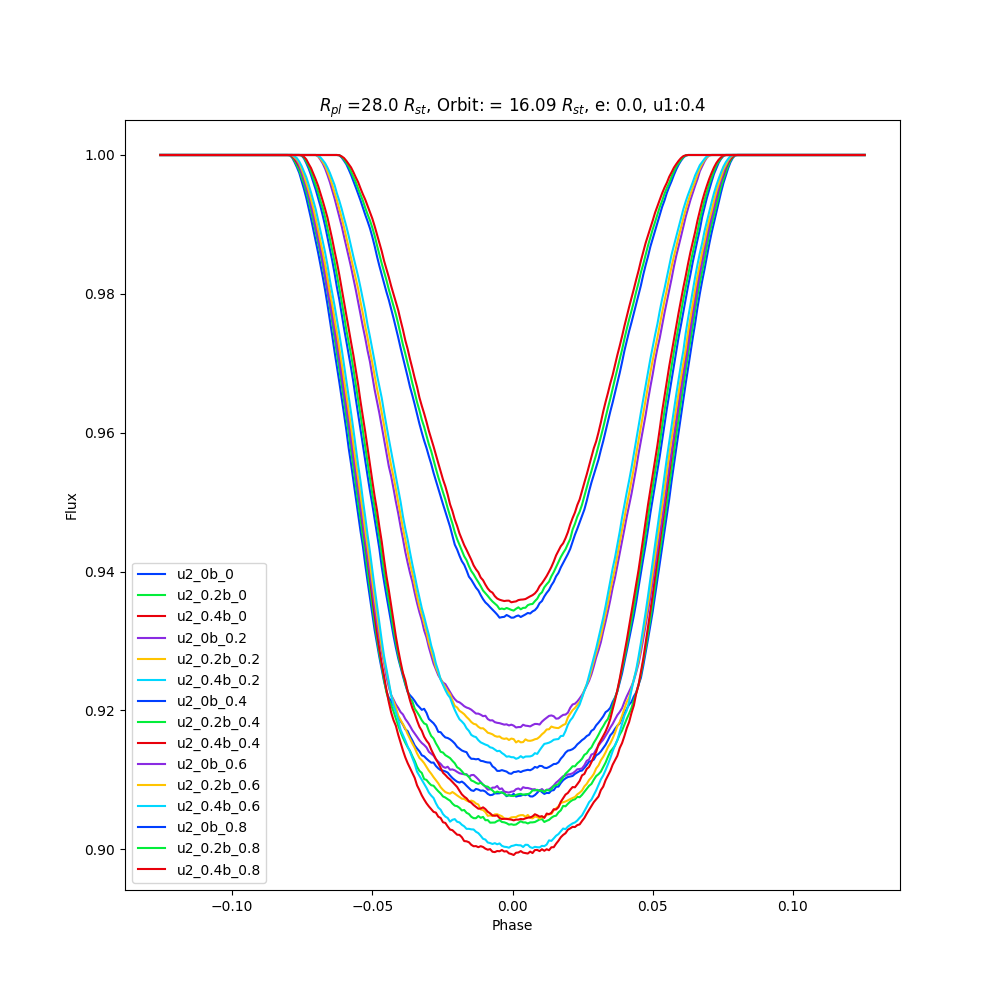 R_pl =28.0 R_st, Orbit: = 16.09 R_st, e: 0.0, u1:0.4
1.00
0.98
0.96
0.94
0.92
0.90
Flux
u2_0b_0
u2_0.2b_0
u2_0.4b_0
u2_0b_0.2
u2_0.2b_0.2
u2_0.4b_0.2
u2_0b_0.4
u2_0.2b_0.4
u2_0.4b_0.4
u2_0b_0.6
u2_0.2b_0.6
u2_0.4b_0.6
u2_0b_0.8
u2_0.2b_0.8
u2_0.4b_0.8
−0.10 −0.05 0.00 0.05 0.10
Phase